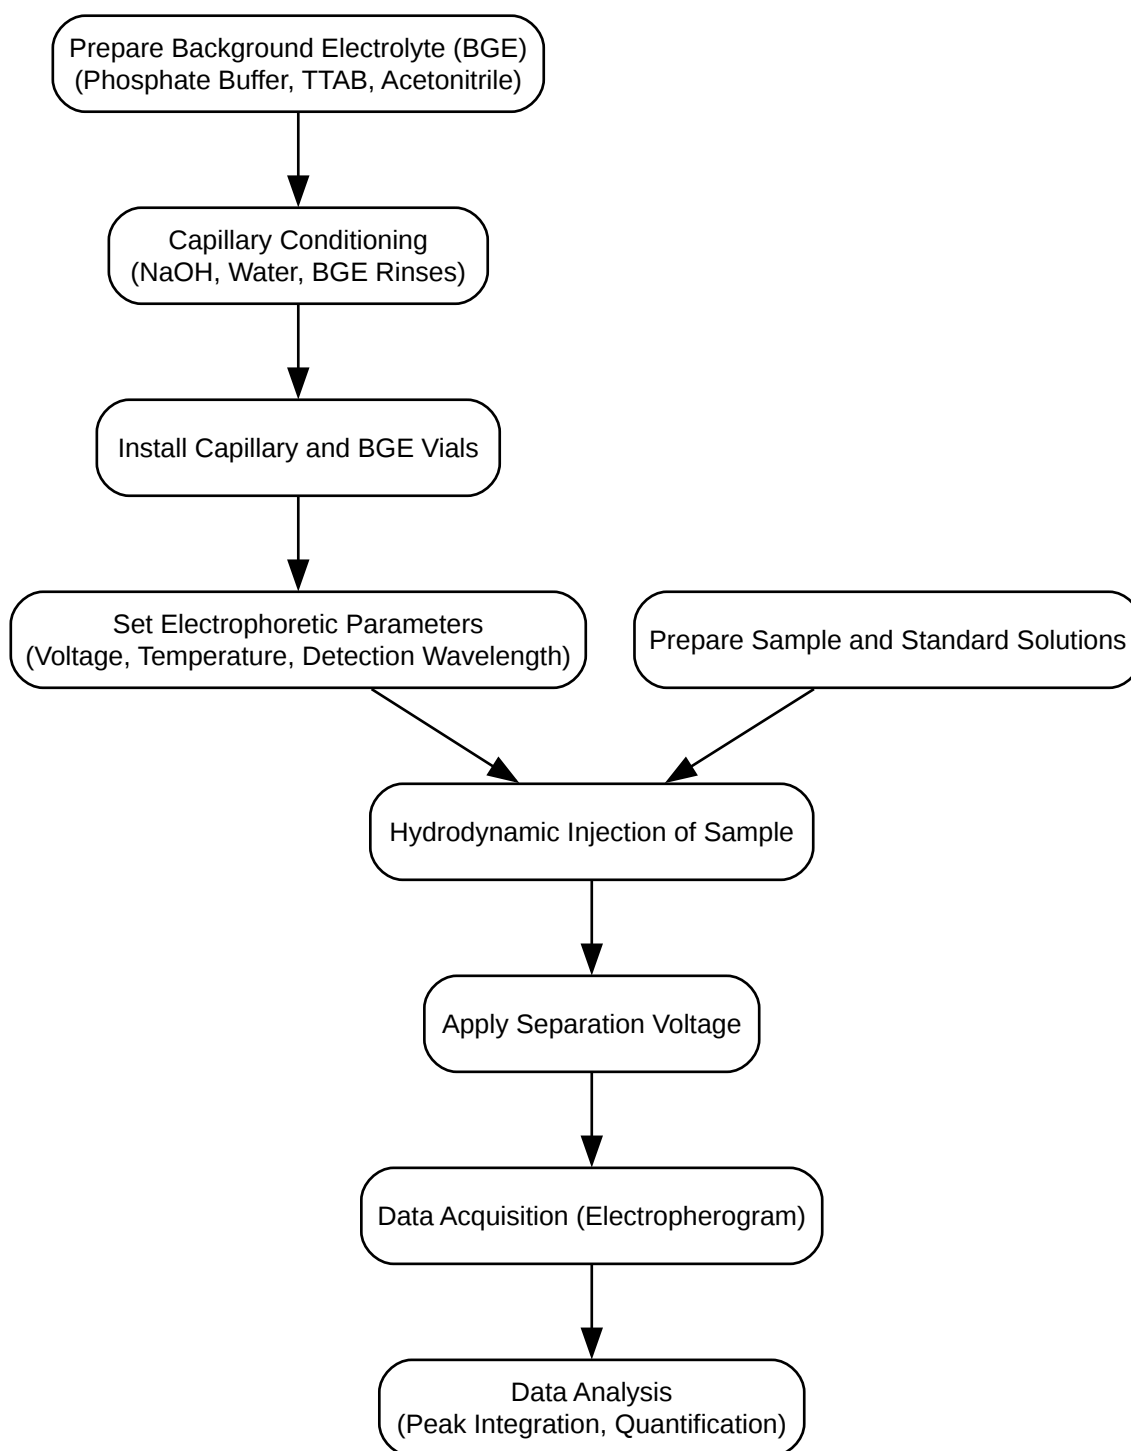 Prepare Background Electrolyte (BGE)
(Phosphate Buffer, TTAB, Acetonitrile)
Capillary Conditioning
(NaOH, Water, BGE Rinses)
Install Capillary and BGE Vials
Set Electrophoretic Parameters
(Voltage, Temperature, Detection Wavelength)
Prepare Sample and Standard Solutions
Hydrodynamic Injection of Sample
Apply Separation Voltage
Data Acquisition (Electropherogram)
Data Analysis
(Peak Integration, Quantification)